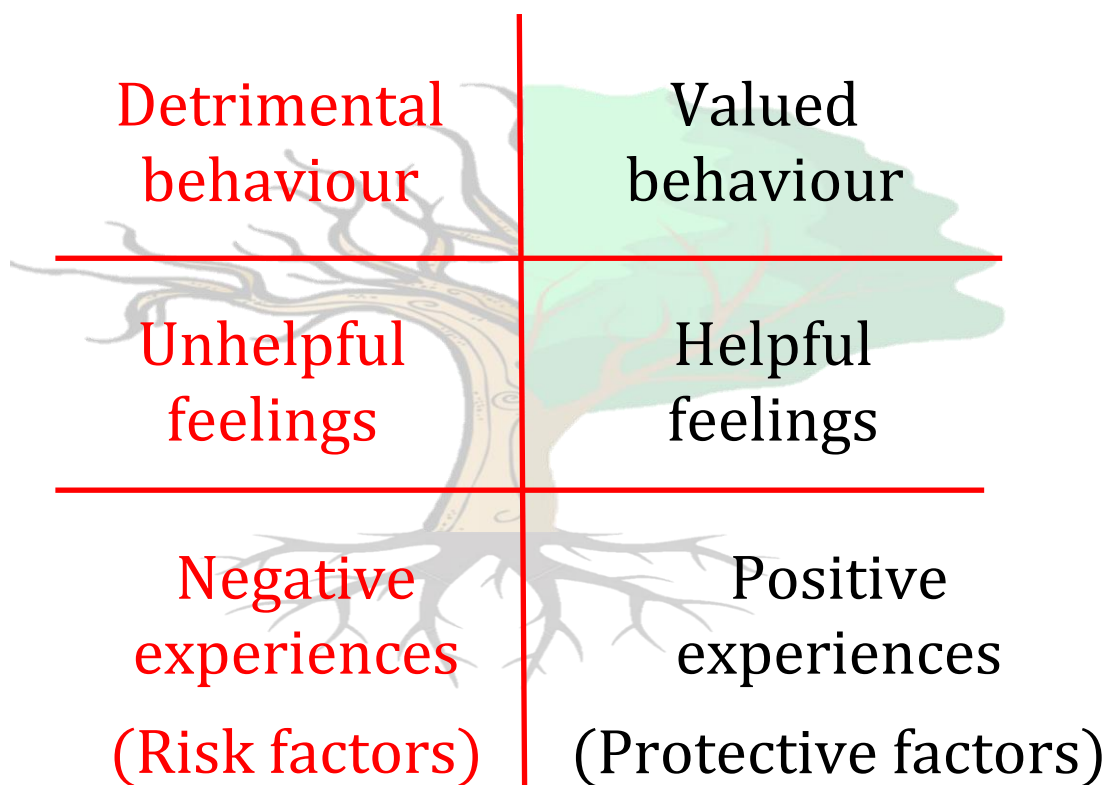 Detrimental
behaviour
Valued
behaviour
Unhelpful
feelings
Helpful
feelings
Negative
experiences
(Risk factors)
Positive
experiences
(Protective factors)